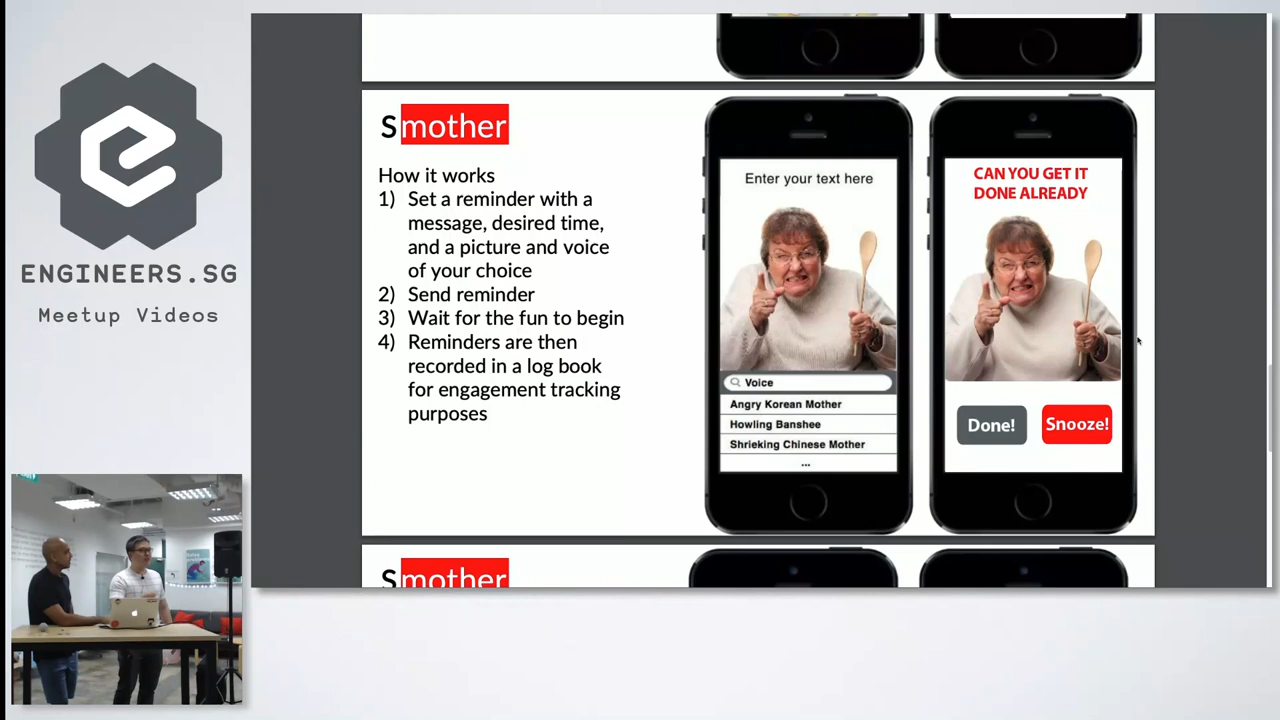 ENGINEERS.SG
Meetup Videos
Smother
How it works
1) Set a reminder with a
message, desired time,
and a picture and voice
of your choice
2) Send reminder
3) Wait for the fun to begin
4) Reminders are then
recorded in a log book
for engagement tracking
purposes
Enter your text here
Voice
Angry Korean Mother
Howling Banshee
Shrieking Chinese Mother
...
CAN YOU GET IT
DONE ALREADY
Done!
Snooze!
Smother